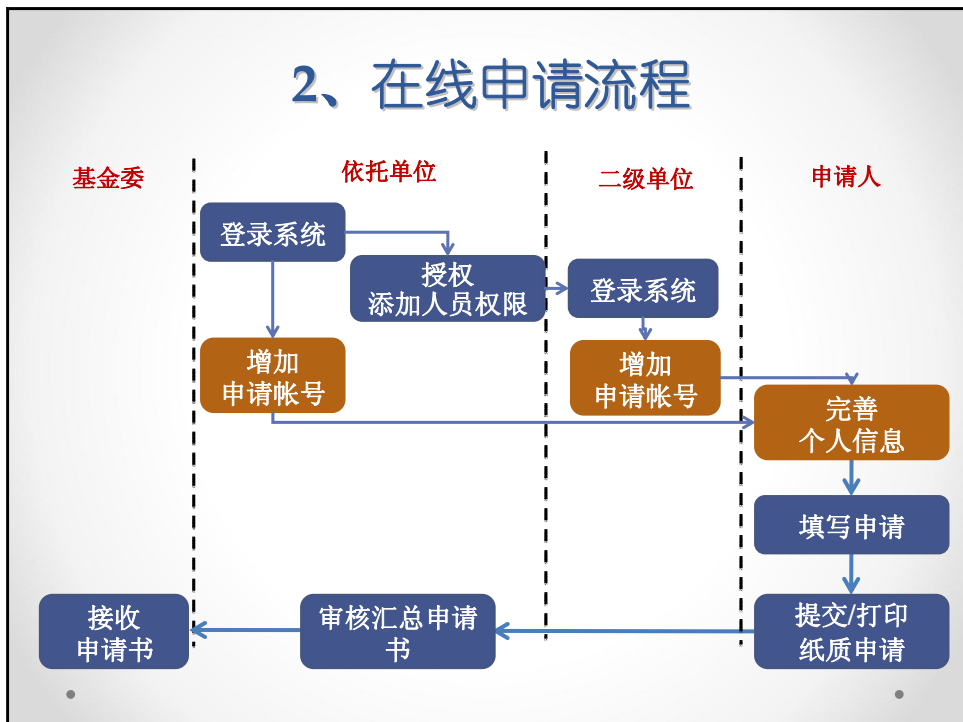 2、在线申请流程
基金委
依托单位
二级单位
申请人
登录系统
授权
添加人员权限
登录系统
增加
申请帐号
增加
申请帐号
完善
个人信息
填写申请
接收
申请书
审核汇总申请
书
提交/打印
纸质申请